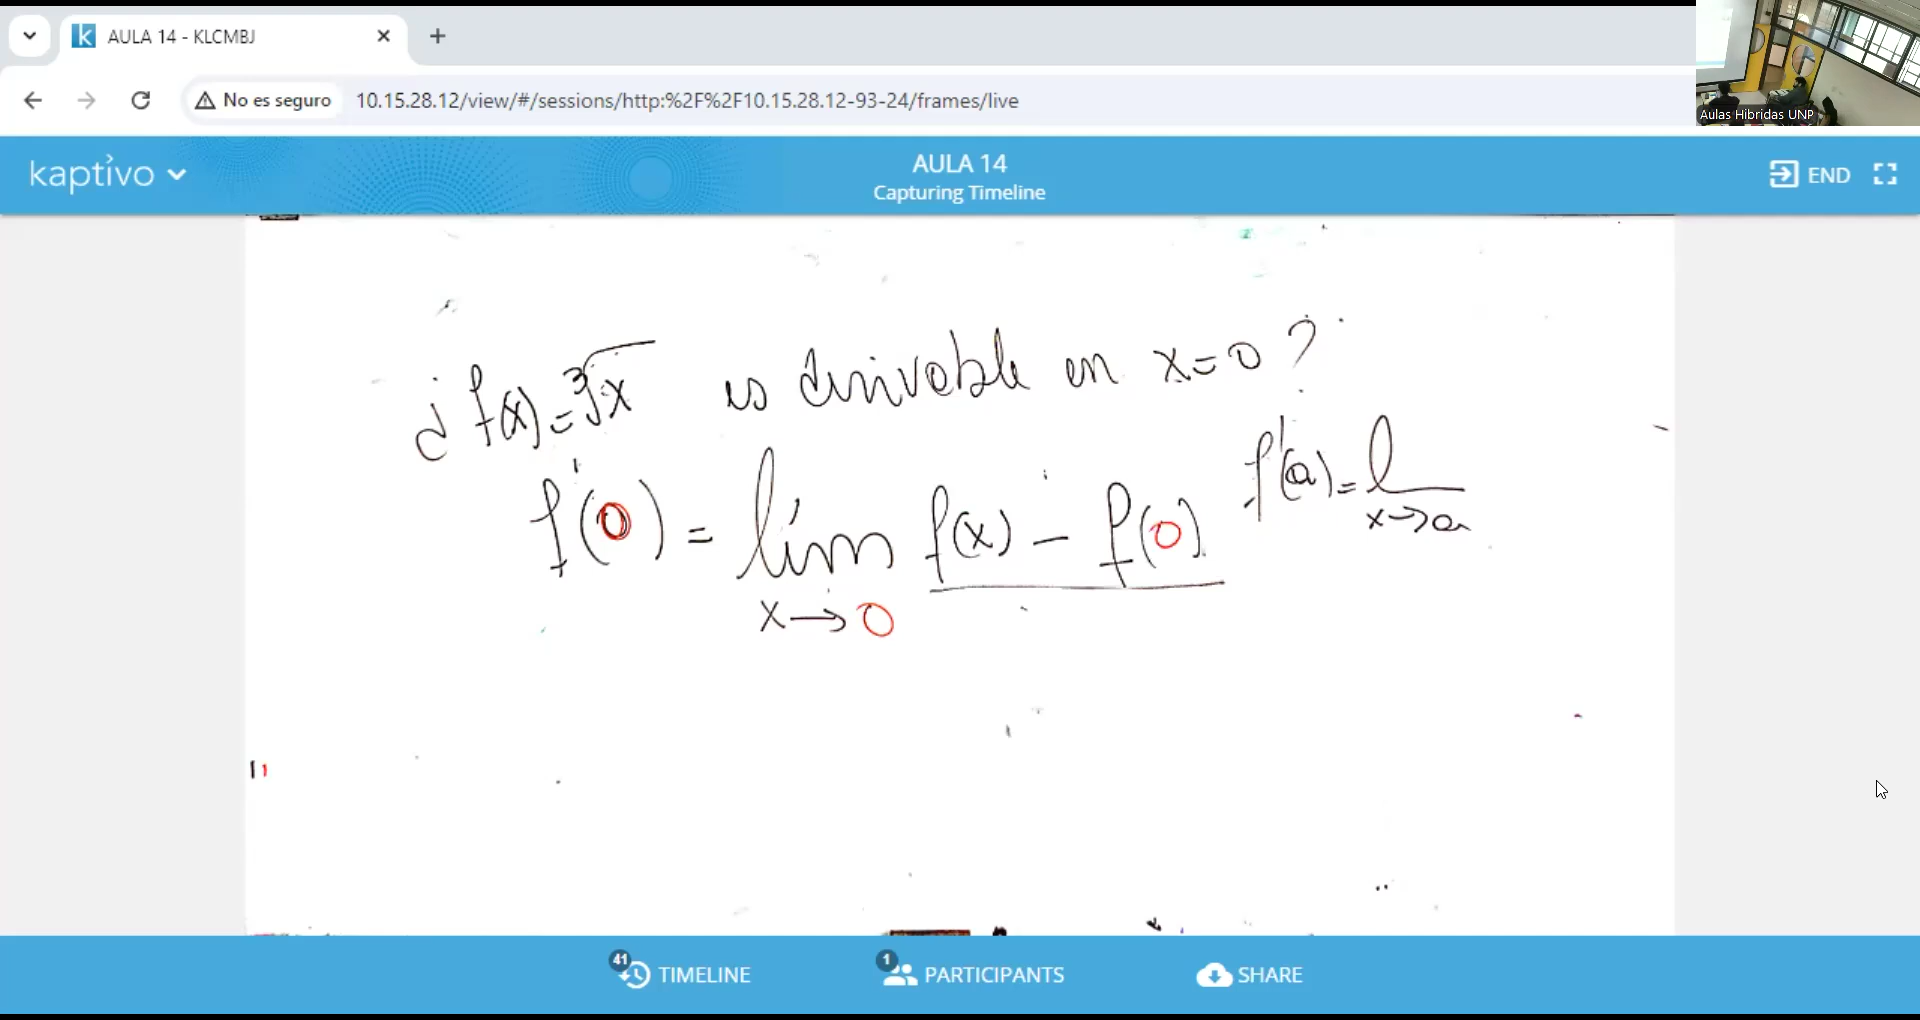 AULA 14 - KLCMBJ
No es seguro
10.15.28.12/view/#/sessions/http:%2F%2F10.15.28.12-93-24/frames/live
Aulas Hibridas UNP
kaptivo
AULA 14
Capturing Timeline
END
¿ f(x) = ∛x es derivable en x=0 ?
f'(0) = lím x→0 f(x) - f(0)
f'(a) = l x→a
41
TIMELINE
1
PARTICIPANTS
SHARE